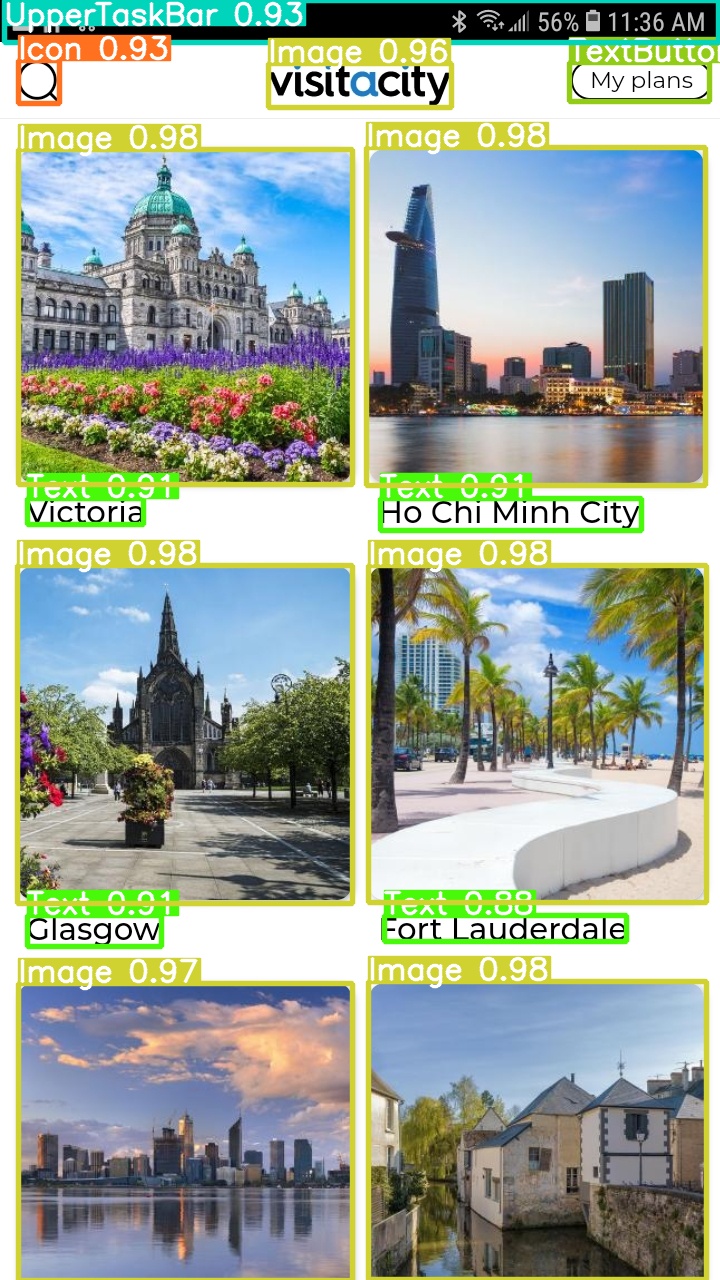 UpperTaskBar 0.93
56% 11:36 AM
Icon 0.93
Image 0.96
visitacity
My plans
Image 0.98
Image 0.98
Text 0.91
Victoria
Text 0.91
Ho Chi Minh City
Image 0.98
Image 0.98
Text 0.91
Glasgow
Text 0.88
Fort Lauderdale
Image 0.97
Image 0.98